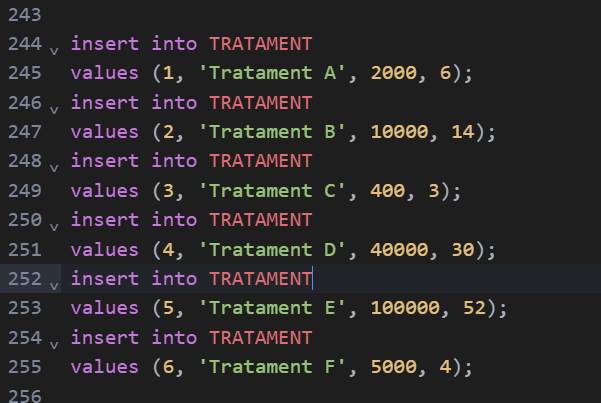 243
244 insert into TRATAMENT
245 values (1, 'Tratament A', 2000, 6);
246 insert into TRATAMENT
247 values (2, 'Tratament B', 10000, 14);
248 insert into TRATAMENT
249 values (3, 'Tratament C', 400, 3);
250 insert into TRATAMENT
251 values (4, 'Tratament D', 40000, 30);
252 insert into TRATAMENT
253 values (5, 'Tratament E', 100000, 52);
254 insert into TRATAMENT
255 values (6, 'Tratament F', 5000, 4);
256